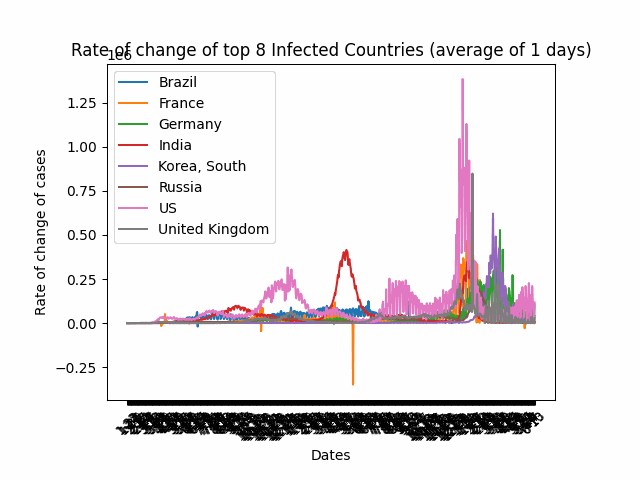 Rate of change of top 8 Infected Countries (average of 1 days)
1e6
Brazil
France
Germany
India
Korea, South
Russia
US
United Kingdom
1.25
1.00
0.75
0.50
0.25
0.00
−0.25
Rate of change of cases
Dates